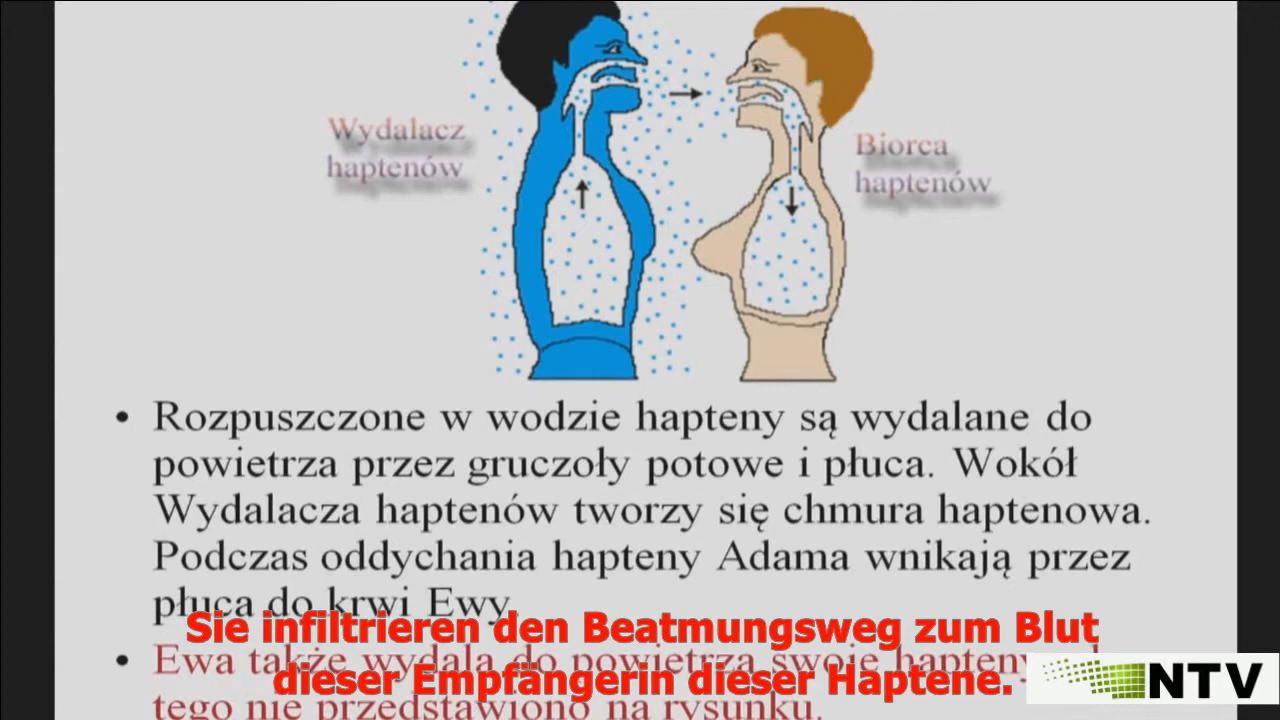 Wydalacz
haptenów
Biorca
haptenów
• Rozpuszczone w wodzie hapteny są wydalane do
powietrza przez gruczoły potowe i płuca. Wokół
Wydalacza haptenów tworzy się chmura haptenowa.
Podczas oddychania hapteny Adama wnikają przez
płuca do krwi Ewy.
• Ewa także wydala do powietrza swoje hapteny
tego nie przedstawiono na rysunku.
Sie infiltrieren den Beatmungsweg zum Blut
dieser Empfängerin dieser Haptene.
NTV